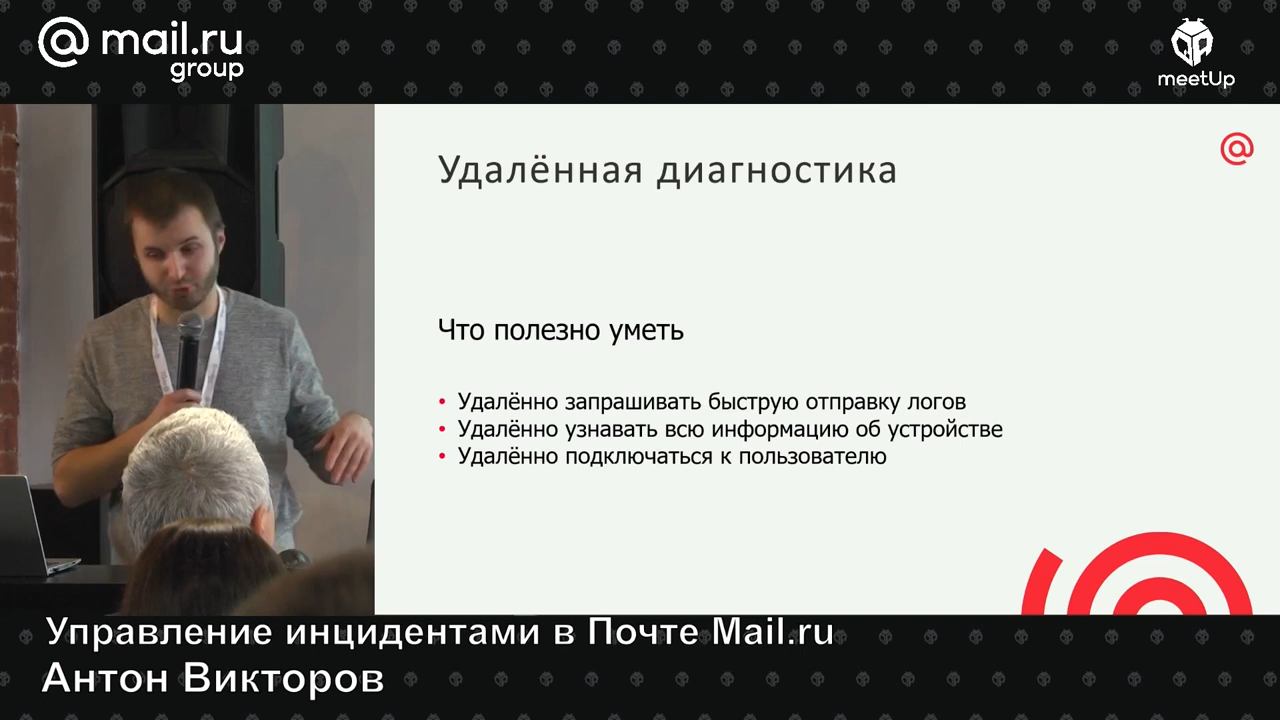 @mail.ru
group
meetUp
Удалённая диагностика
Что полезно уметь
• Удалённо запрашивать быструю отправку логов
• Удалённо узнавать всю информацию об устройстве
• Удалённо подключаться к пользователю
Управление инцидентами в Почте Mail.ru
Антон Викторов